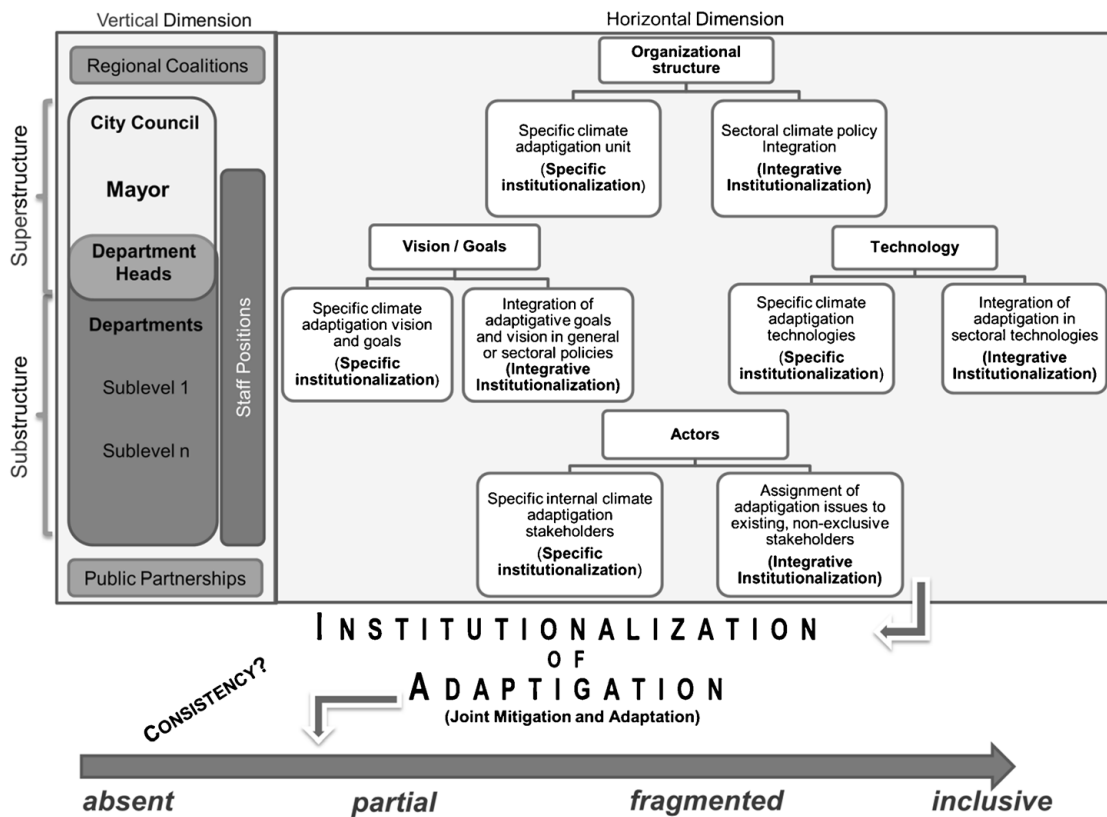 Vertical Dimension
Horizontal Dimension
Regional Coalitions
Superstructure
City Council
Mayor
Department
Heads
Substructure
Departments
Sublevel 1
Sublevel n
Staff Positions
Public Partnerships
Organizational
structure
Specific climate
adaptigation unit
(Specific
institutionalization)
Sectoral climate policy
Integration
(Integrative
Institutionalization)
Vision / Goals
Specific climate
adaptigation vision
and goals
(Specific
institutionalization)
Integration of
adaptigative goals
and vision in general
or sectoral policies
(Integrative
Institutionalization)
Technology
Specific climate
adaptigation
technologies
(Specific
institutionalization)
Integration of
adaptigation in
sectoral technologies
(Integrative
Institutionalization)
Actors
Specific internal climate
adaptigation
stakeholders
(Specific
institutionalization)
Assignment of
adaptigation issues to
existing, non-exclusive
stakeholders
(Integrative
Institutionalization)
INSTITUTIONALIZATION
OF
ADAPTIGATION
(Joint Mitigation and Adaptation)
CONSISTENCY?
absent partial fragmented inclusive